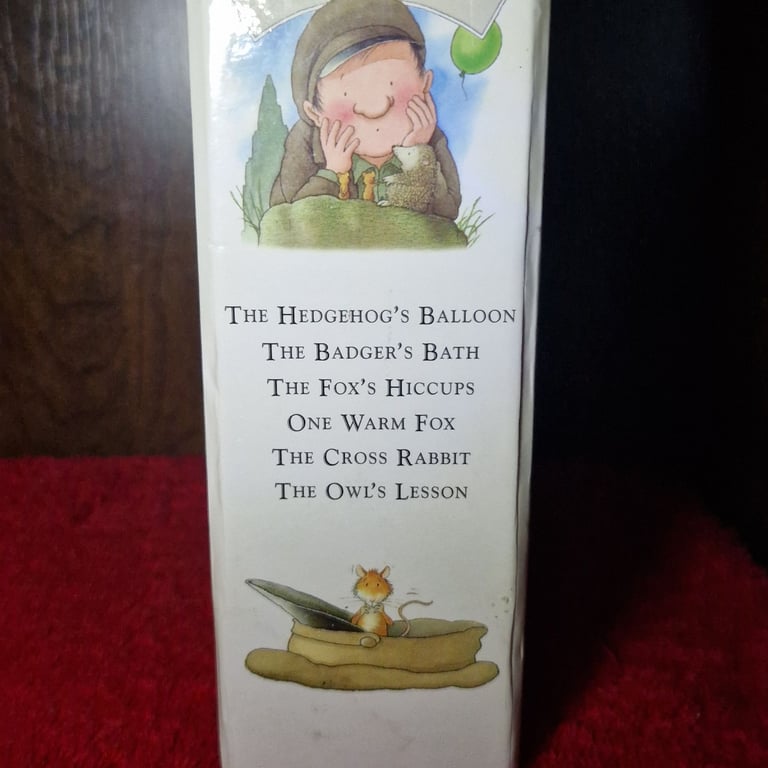 The Hedgehog's Balloon
The Badger's Bath
The Fox's Hiccups
One Warm Fox
The Cross Rabbit
The Owl's Lesson